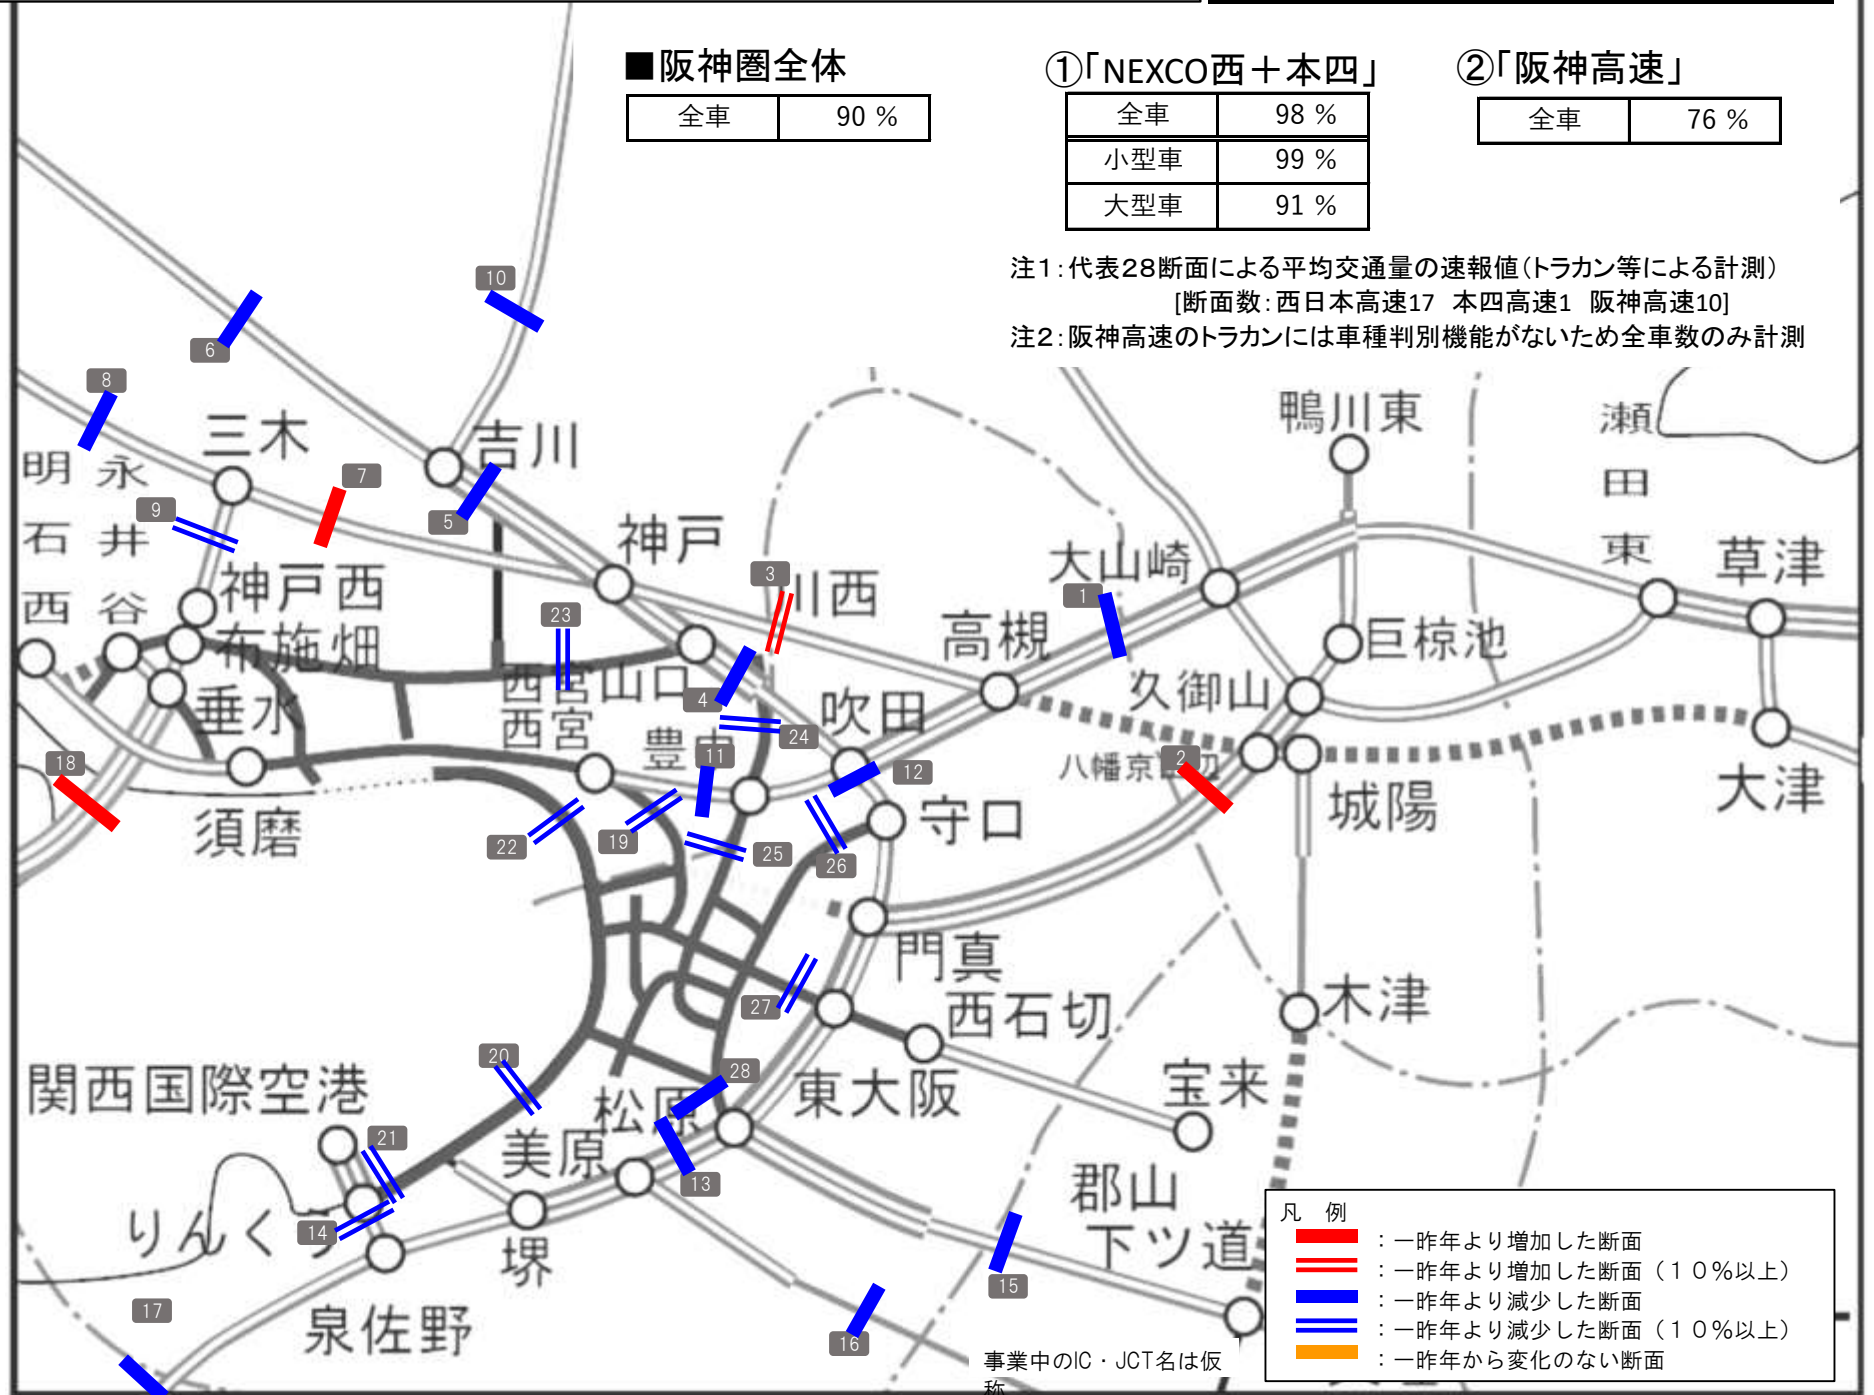 ■阪神圏全体
全車 90 %
①「NEXCO西＋本四」
全車 98 %
小型車 99 %
大型車 91 %
②「阪神高速」
全車 76 %
注1：代表28断面による平均交通量の速報値（トラカン等による計測）
[断面数：西日本高速17 本四高速1 阪神高速10]
注2：阪神高速のトラカンには車種判別機能がないため全車数のみ計測
10
6
8
三木
吉川
鴨川東
瀬田東
明石西
永井谷
7
9
5
神戸
神戸西
布施畑
3
川西
大山崎
1
草津
23
高槻
巨椋池
西宮山口
4
久御山
垂水
西宮
吹田
24
豊中
11
12
18
八幡京田辺
2
大津
城陽
須磨
22
19
25
26
守口
門真
27
西石切
木津
20
28
関西国際空港
松原
東大阪
宝来
21
美原
13
郡山
下ツ道
りんくう
14
堺
15
17
泉佐野
16
事業中のIC・JCT名は仮
称
凡 例
：一昨年より増加した断面
：一昨年より増加した断面（１０％以上）
：一昨年より減少した断面
：一昨年より減少した断面（１０％以上）
：一昨年から変化のない断面